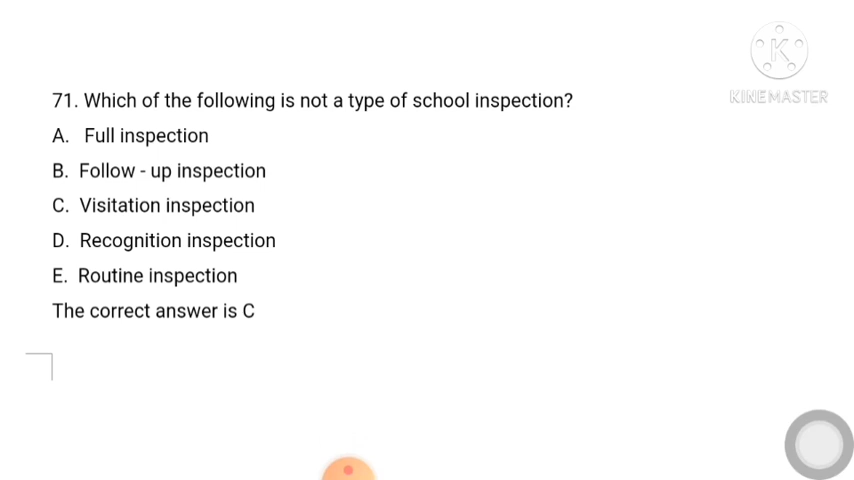 71. Which of the following is not a type of school inspection?
A. Full inspection
B. Follow - up inspection
C. Visitation inspection
D. Recognition inspection
E. Routine inspection
The correct answer is C
K
KINEMASTER